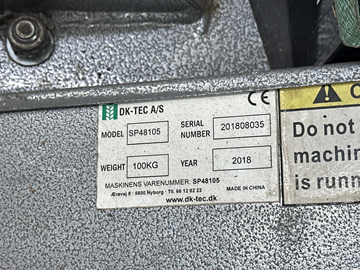 DK-TEC A/S
CE
MODEL SP48105
SERIAL NUMBER 201808035
WEIGHT 100KG
YEAR 2018
MASKINENS VARENUMMER: SP48105
Ærøvej 8 - 5800 Nyborg - Tlf. 66 12 82 22
MADE IN CHINA
www.dk-tec.dk
Do not
machin
is runn